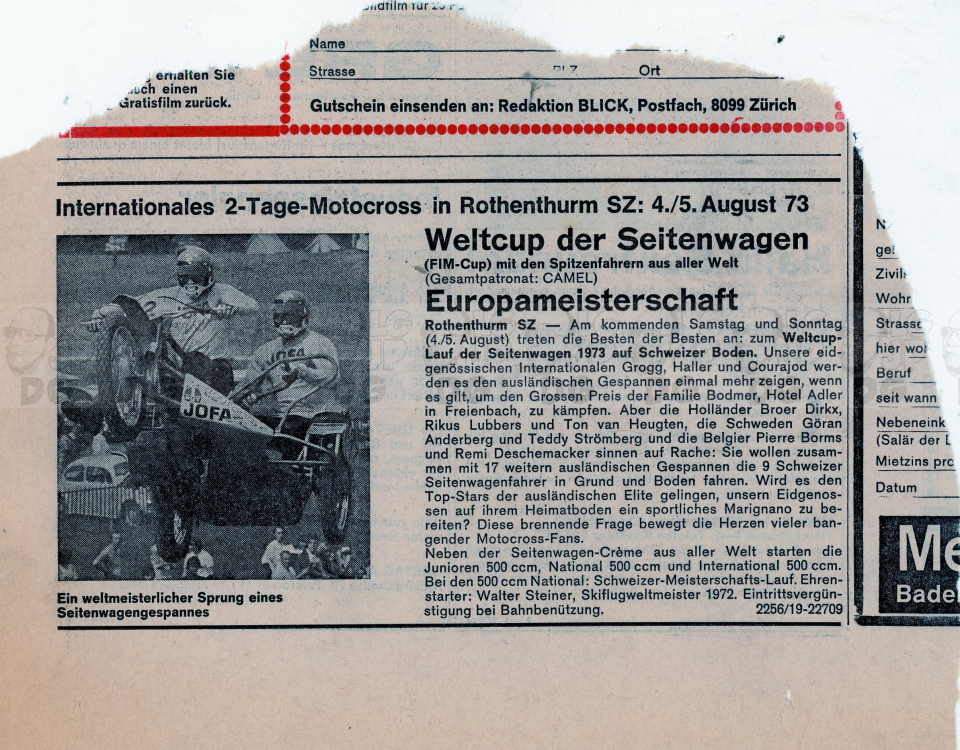 erhalten Sie
einen
Gratisfilm zurück.
Name
Strasse PLZ Ort
Gutschein einsenden an: Redaktion BLICK, Postfach, 8099 Zürich
Internationales 2-Tage-Motocross in Rothenthurm SZ: 4./5. August 73
JOFA
JOFA
Ein weltmeisterlicher Sprung eines
Seitenwagengespannes
Weltcup der Seitenwagen
(FIM-Cup) mit den Spitzenfahrern aus aller Welt
(Gesamtpatronat: CAMEL)
Europameisterschaft
Rothenthurm SZ — Am kommenden Samstag und Sonntag
(4./5. August) treten die Besten der Besten an: zum Weltcup-
Lauf der Seitenwagen 1973 auf Schweizer Boden. Unsere eid-
genössischen Internationalen Grogg, Haller und Courajod wer-
den es den ausländischen Gespannen einmal mehr zeigen, wenn
es gilt, um den Grossen Preis der Familie Bodmer, Hotel Adler
in Freienbach, zu kämpfen. Aber die Holländer Broer Dirkx,
Rikus Lubbers und Ton van Heugten, die Schweden Göran
Anderberg und Teddy Strömberg und die Belgier Pierre Borms
und Remi Deschemacker sinnen auf Rache: Sie wollen zusam-
men mit 17 weitern ausländischen Gespannen die 9 Schweizer
Seitenwagenfahrer in Grund und Boden fahren. Wird es den
Top-Stars der ausländischen Elite gelingen, unsern Eidgenos-
sen auf ihrem Heimatboden ein sportliches Marignano zu be-
reiten? Diese brennende Frage bewegt die Herzen vieler ban-
gender Motocross-Fans.
Neben der Seitenwagen-Crème aus aller Welt starten die
Junioren 500 ccm, National 500 ccm und International 500 ccm.
Bei den 500 ccm National: Schweizer-Meisterschafts-Lauf. Ehren-
starter: Walter Steiner, Skiflugweltmeister 1972. Eintrittsvergün-
stigung bei Bahnbenützung. 2256/19-22709
N
gel
Zivils
Wohr
Strasse
hier woh
Beruf
seit wann
Nebeneink
(Salär der
Mietzins pro
Datum
Me
Bade